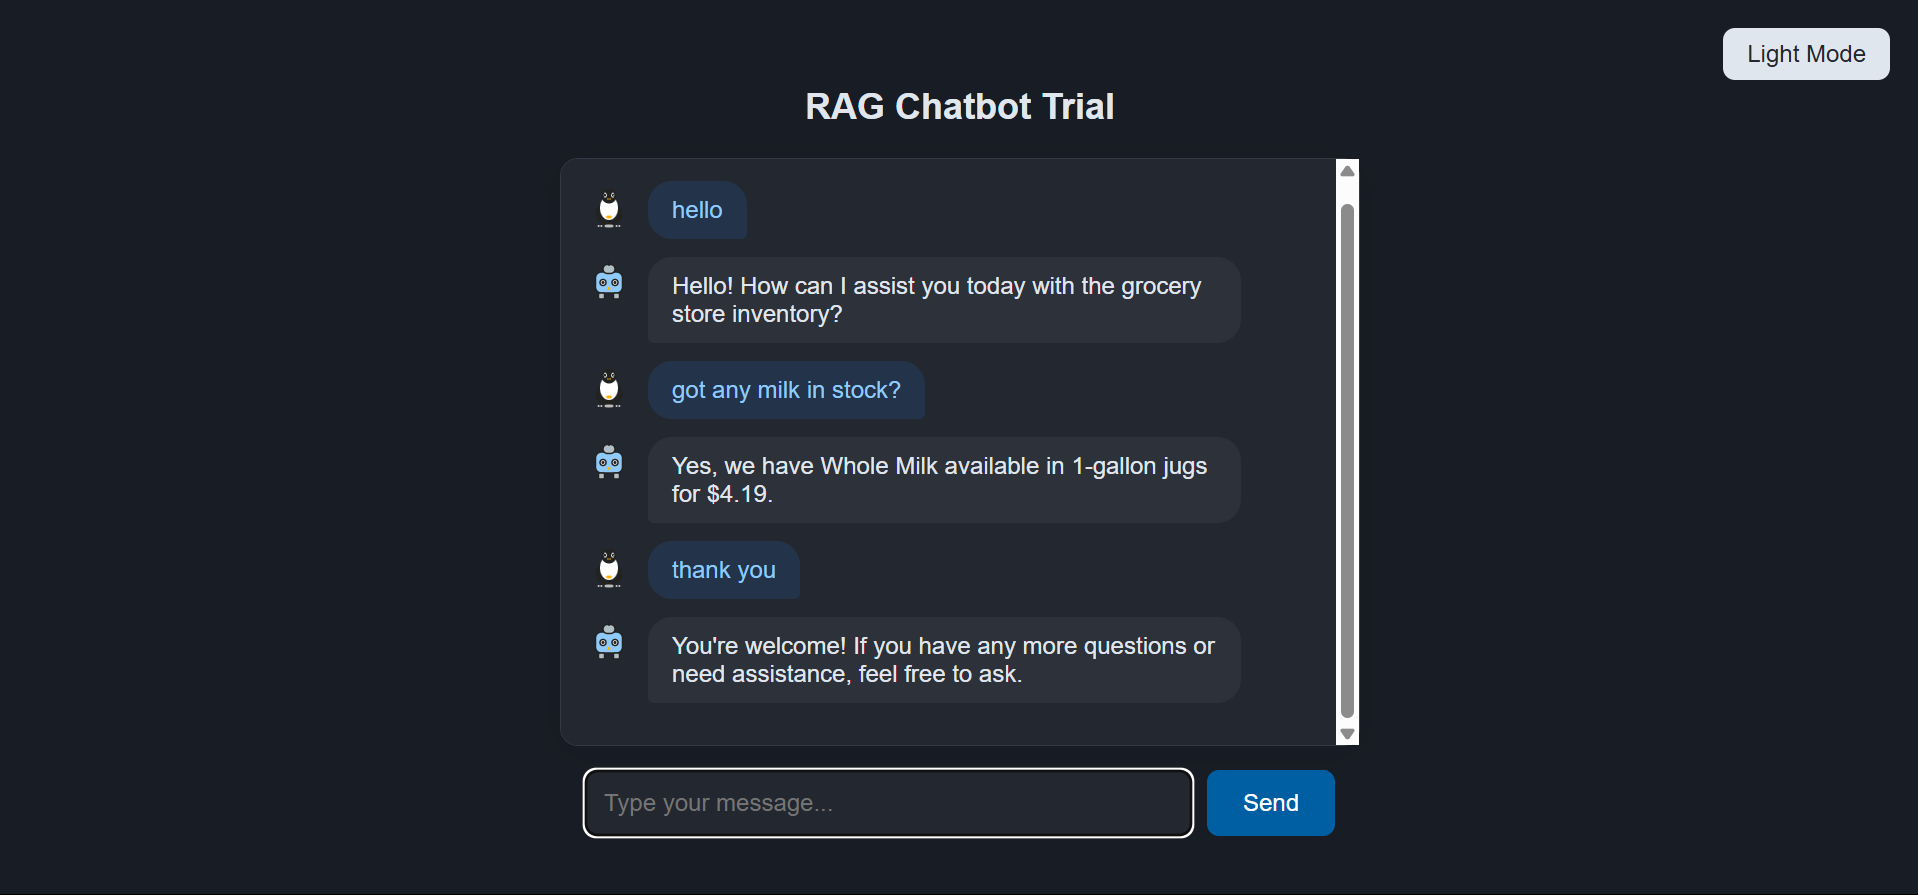 Light Mode
RAG Chatbot Trial
hello
Hello! How can I assist you today with the grocery
store inventory?
got any milk in stock?
Yes, we have Whole Milk available in 1-gallon jugs
for $4.19.
thank you
You're welcome! If you have any more questions or
need assistance, feel free to ask.
Type your message...
Send